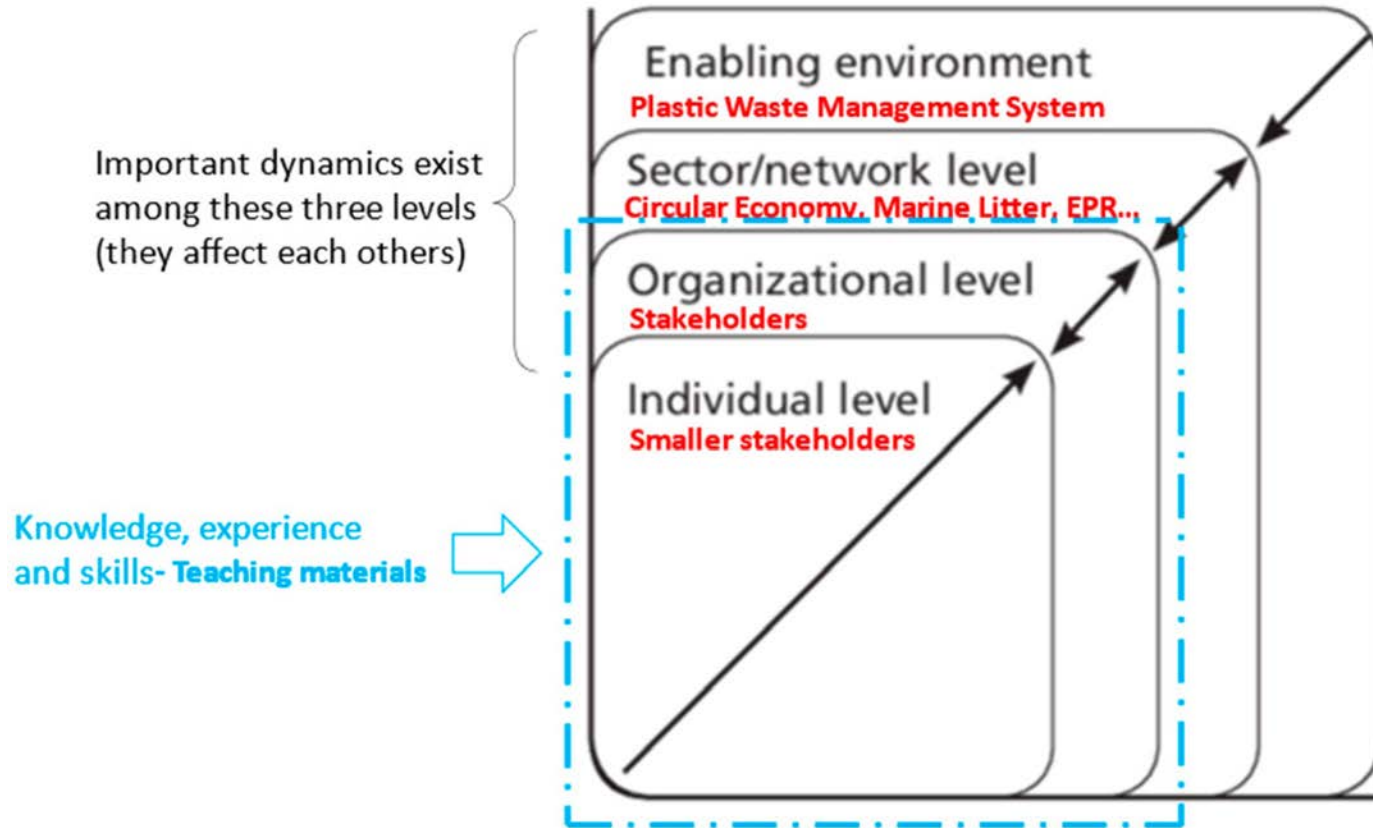 Enabling environment
Plastic Waste Management System
Important dynamics exist
among these three levels
(they affect each others)
Sector/network level
Circular Economy, Marine Litter, EPR...
Organizational level
Stakeholders
Individual level
Smaller stakeholders
Knowledge, experience
and skills- Teaching materials